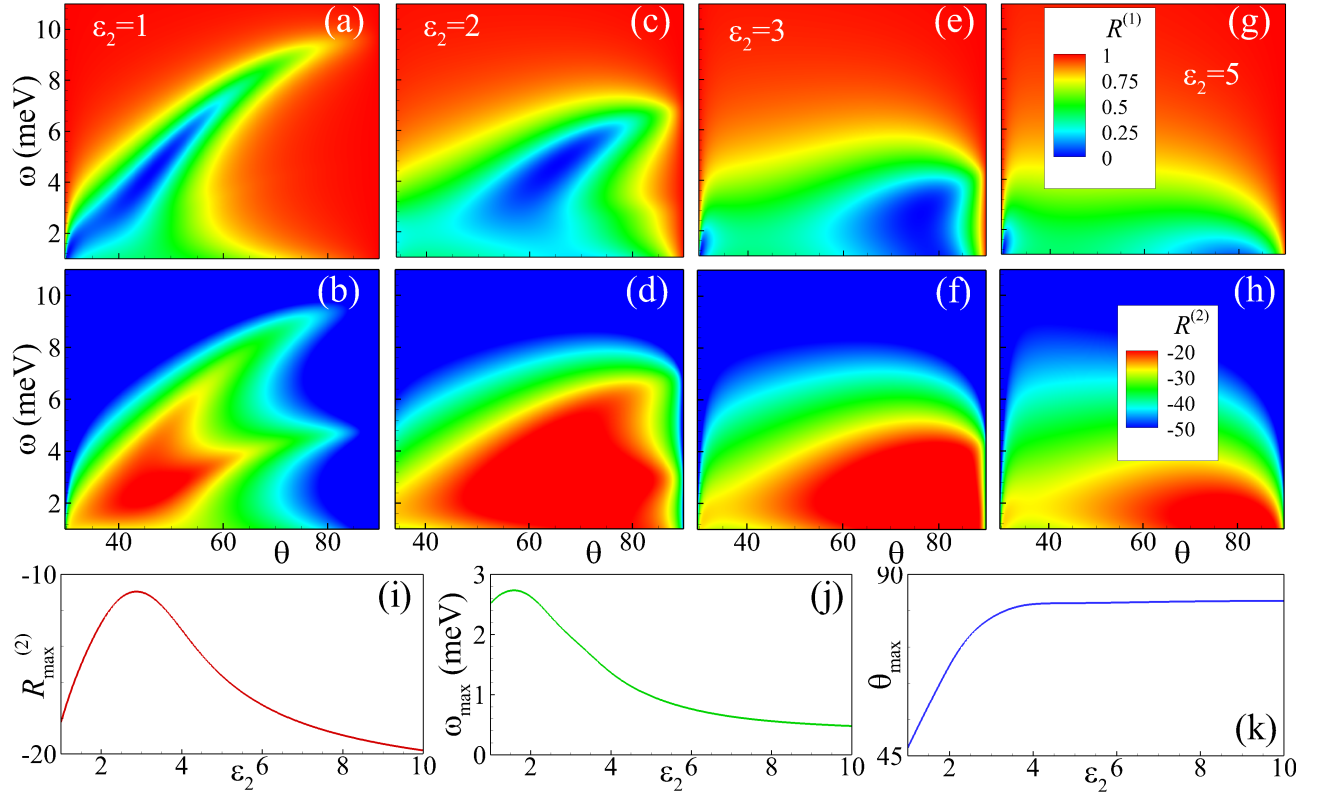 (a)
ε₂=1
(c)
ε₂=2
(e)
ε₂=3
(g)
ε₂=5
R⁽¹⁾
1
0.75
0.5
0.25
0
10
8
6
4
2
ω (meV)
(b)
(d)
(f)
(h)
R⁽²⁾
-20
-30
-40
-50
10
8
6
4
2
ω (meV)
40 θ 60 80
40 θ 60 80
40 θ 60 80
40 θ 60 80
(i)
-10
-20
R⁽²⁾max
2 4 6 8 10
ε₂
(j)
3
2
1
0
ωmax (meV)
2 4 6 8 10
ε₂
(k)
90
45
θmax
2 4 6 8 10
ε₂